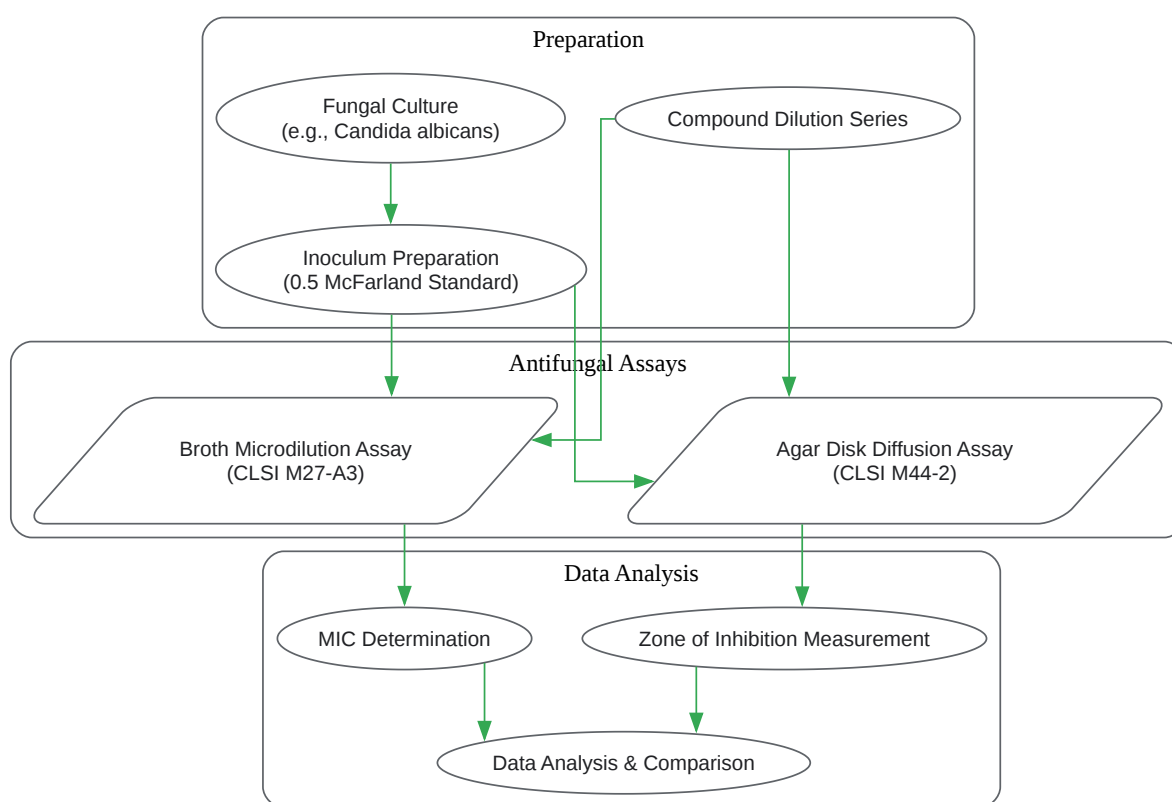 Preparation
Fungal Culture
(e.g., Candida albicans)
Compound Dilution Series
Inoculum Preparation
(0.5 McFarland Standard)
Antifungal Assays
Broth Microdilution Assay
(CLSI M27-A3)
Agar Disk Diffusion Assay
(CLSI M44-2)
Data Analysis
MIC Determination
Zone of Inhibition Measurement
Data Analysis & Comparison